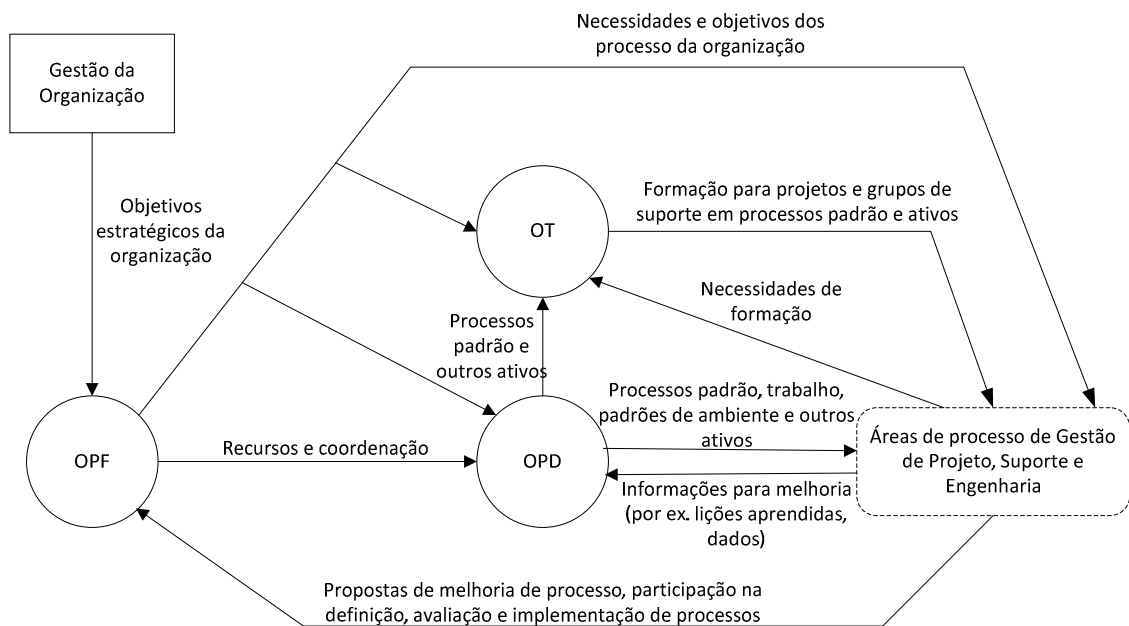 Necessidades e objetivos dos
processo da organização
Gestão da
Organização
Objetivos
estratégicos da
organização
OT
Formação para projetos e grupos de
suporte em processos padrão e ativos
Necessidades de
formação
Processos
padrão e
outros ativos
Processos padrão, trabalho,
padrões de ambiente e outros
ativos
OPF
Recursos e coordenação
OPD
Áreas de processo de Gestão
de Projeto, Suporte e
Engenharia
Informações para melhoria
(por ex. lições aprendidas,
dados)
Propostas de melhoria de processo, participação na
definição, avaliação e implementação de processos